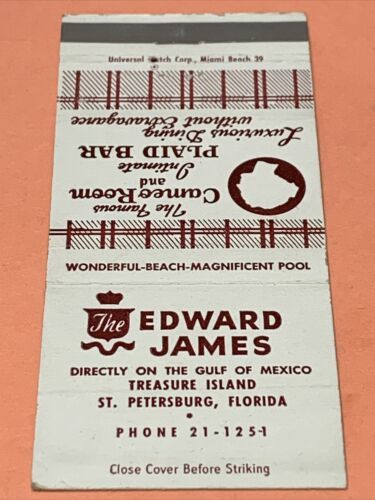 Universal Match Corp., Miami Beach 39
The Famous
Cameo Room
and
Intimate
PLAID BAR
Luxurious Dining
without Extravagance
WONDERFUL-BEACH-MAGNIFICENT POOL
The EDWARD
JAMES
DIRECTLY ON THE GULF OF MEXICO
TREASURE ISLAND
ST. PETERSBURG, FLORIDA
PHONE 21-1251
Close Cover Before Striking